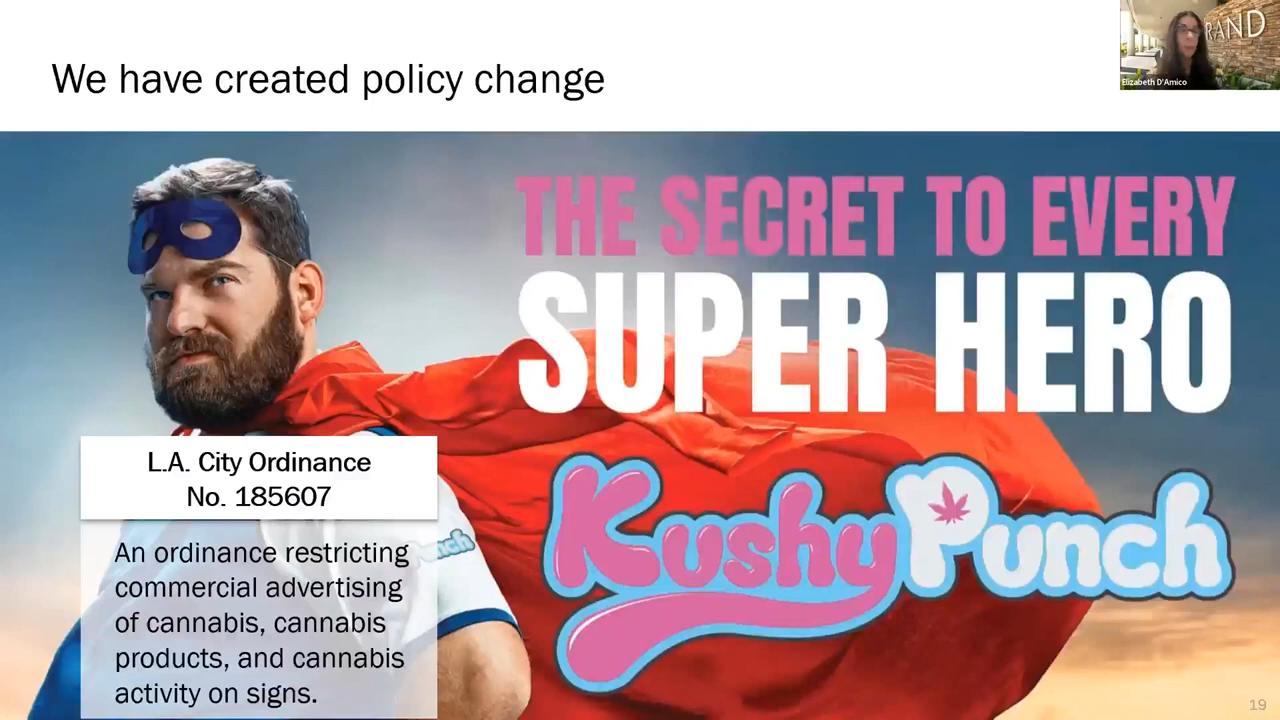 We have created policy change
RAND
Elizabeth D'Amico
THE SECRET TO EVERY
SUPER HERO
KushyPunch
L.A. City Ordinance
No. 185607
An ordinance restricting
commercial advertising
of cannabis, cannabis
products, and cannabis
activity on signs.
19